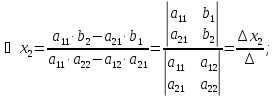 x₂ = (a₁₁·b₂−a₂₁·b₁)/(a₁₁·a₂₂−a₁₂·a₂₁) = |a₁₁ b₁; a₂₁ b₂|/|a₁₁ a₁₂; a₂₁ a₂₂| = Δx₂/Δ;